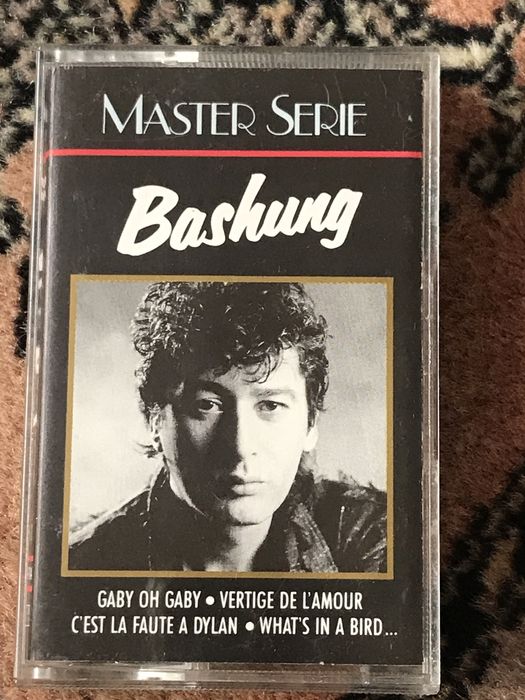 MASTER SERIE
Bashung
GABY OH GABY • VERTIGE DE L'AMOUR
C'EST LA FAUTE A DYLAN • WHAT'S IN A BIRD...